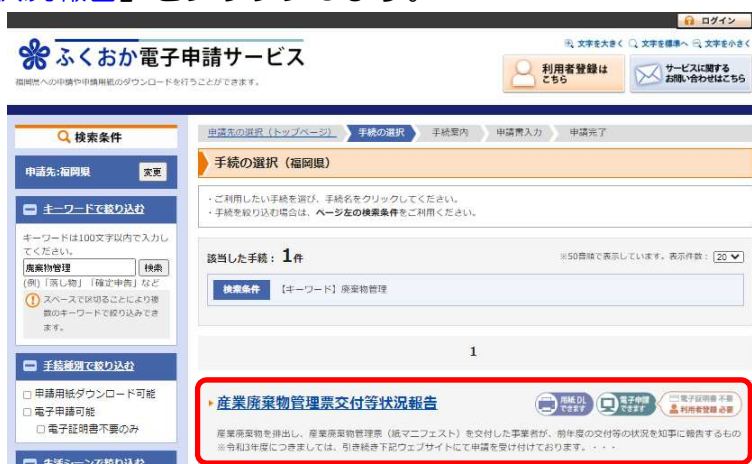 状況報告」をクリックします。
ログイン
文字を大きく 文字を標準へ 文字を小さく
ふくおか電子申請サービス
福岡県への申請や申請用紙のダウンロードを行うことができます。
利用者登録は
こちら
サービスに関する
お問い合わせはこちら
検索条件
申請先:福岡県 変更
キーワードで絞り込む
キーワードは100文字以内で入力し
てください。
廃棄物管理 検索
(例)「落し物」「確定申告」など
スペースで区切ることにより複
数のキーワードで絞り込みでき
ます。
手続種別で絞り込む
申請用紙ダウンロード可能
電子申請可能
電子証明書不要のみ
生活シーンで絞り込む
申請先の選択(トップページ) 手続の選択 手続案内 申請書入力 申請完了
手続の選択(福岡県)
・ご利用したい手続を選び、手続名をクリックしてください。
・手続を絞り込む場合は、ページ左の検索条件をご利用ください。
該当した手続: 1件 ※50音順で表示しています。表示件数: 20
検索条件 【キーワード】廃棄物管理
1
産業廃棄物管理票交付等状況報告
用紙DL
できます
電子申請
できます
電子証明書 不要
利用者登録 必要
産業廃棄物を排出し、産業廃棄物管理票(紙マニフェスト)を交付した事業者が、前年度の交付等の状況を知事に報告するもの
※令和3年度につきましては、引き続き下記ウェブサイトにて申請を受け付けております。・・・